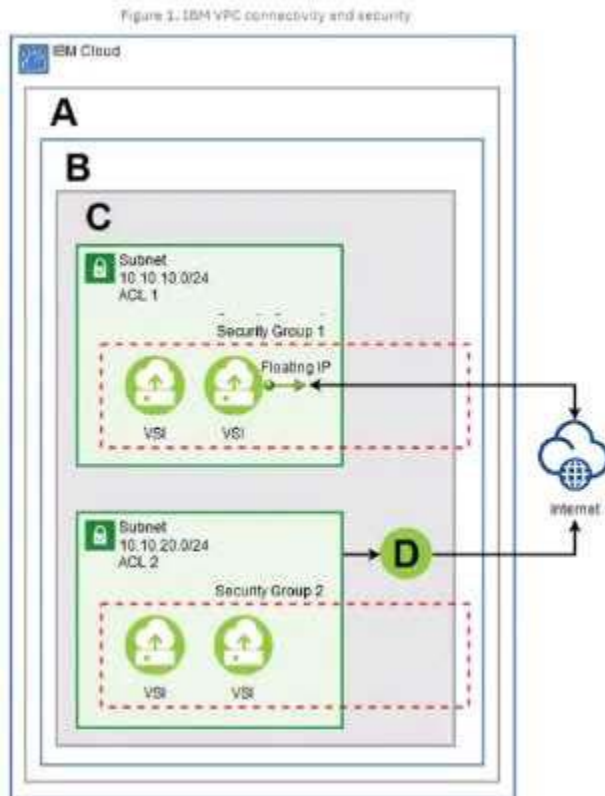 Figure 1. IBM VPC connectivity and security
IBM Cloud
A
B
C
Subnet
10.10.10.0/24
ACL 1
Security Group 1
Floating IP
VSI
VSI
Internet
Subnet
10.10.20.0/24
ACL 2
D
Security Group 2
VSI
VSI